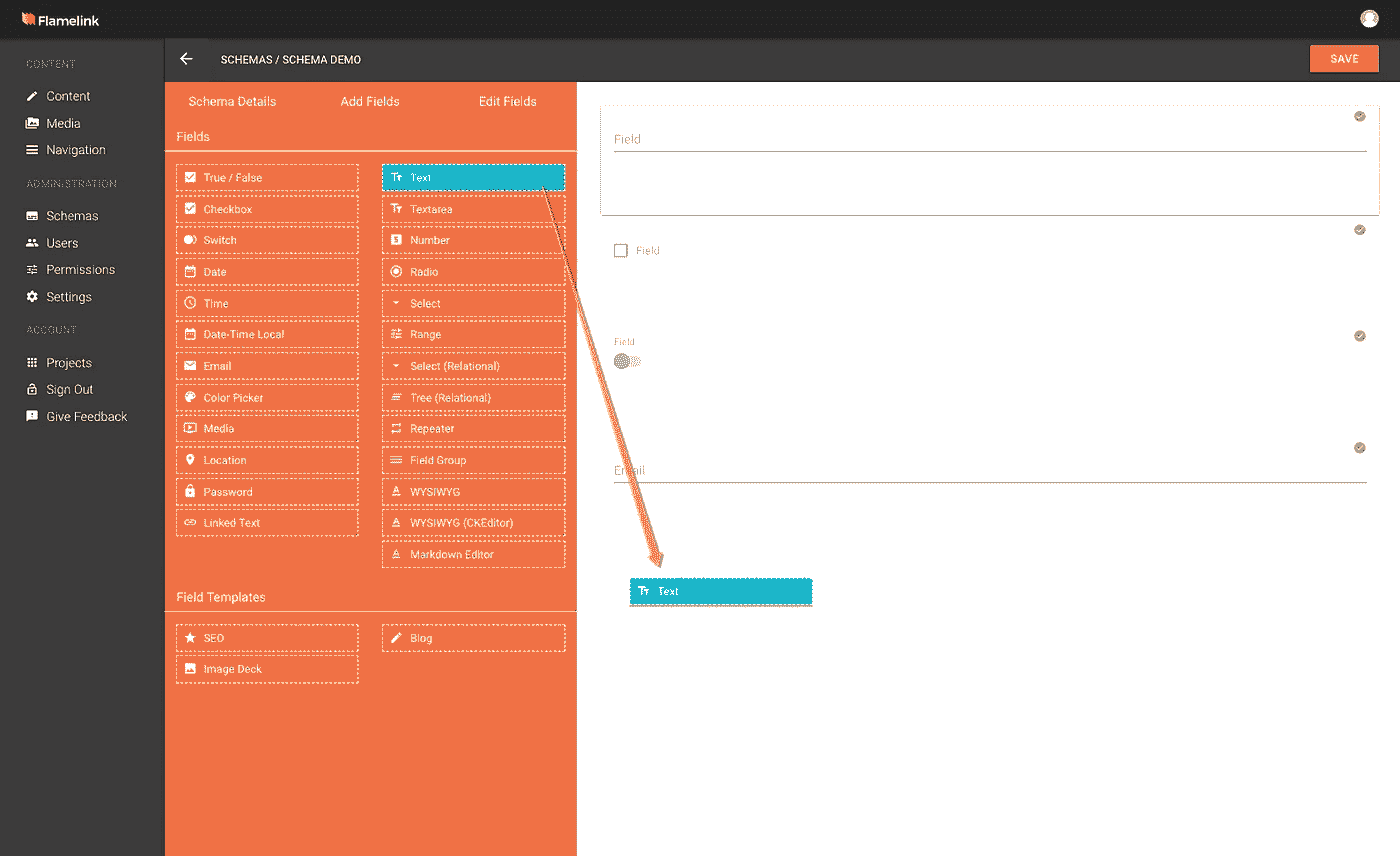 Flamelink
CONTENT
Content
Media
Navigation
ADMINISTRATION
Schemas
Users
Permissions
Settings
ACCOUNT
Projects
Sign Out
Give Feedback
SCHEMAS / SCHEMA DEMO
SAVE
Schema Details
Add Fields
Edit Fields
Fields
True / False
Checkbox
Switch
Date
Time
Date-Time Local
Email
Color Picker
Media
Location
Password
Linked Text
Text
Textarea
Number
Radio
Select
Range
Select (Relational)
Tree (Relational)
Repeater
Field Group
WYSIWYG
WYSIWYG (CKEditor)
Markdown Editor
Field Templates
SEO
Image Deck
Blog
Field
Field
Field
Email
Text